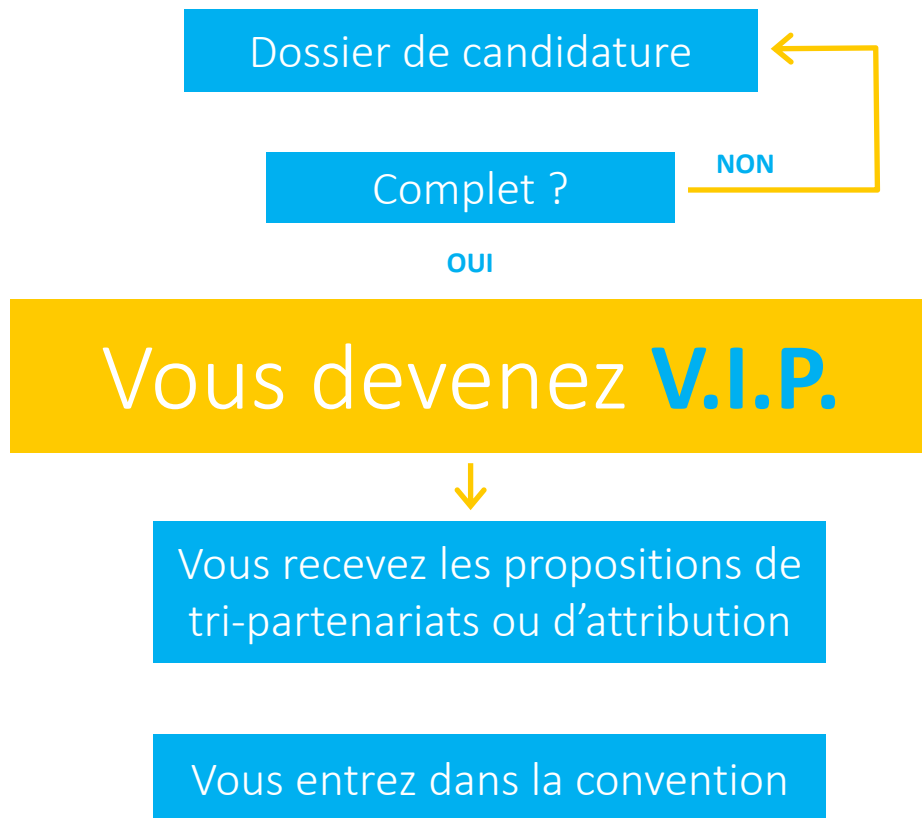 Dossier de candidature
Complet ?
NON
OUI
Vous devenez V.I.P.
Vous recevez les propositions de
tri-partenariats ou d’attribution
Vous entrez dans la convention